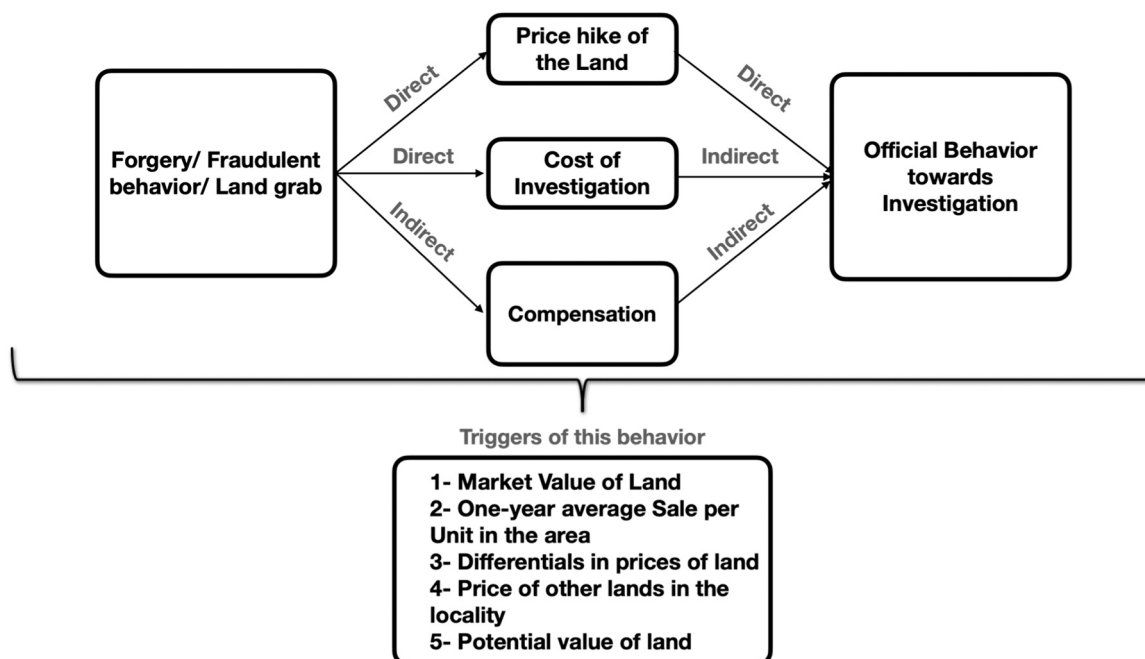 Price hike of
the Land
Direct
Direct
Forgery/ Fraudulent
behavior/ Land grab
Direct
Cost of
Investigation
Indirect
Official Behavior
towards
Investigation
Indirect
Indirect
Compensation
Triggers of this behavior
1- Market Value of Land
2- One-year average Sale per
Unit in the area
3- Differentials in prices of land
4- Price of other lands in the
locality
5- Potential value of land